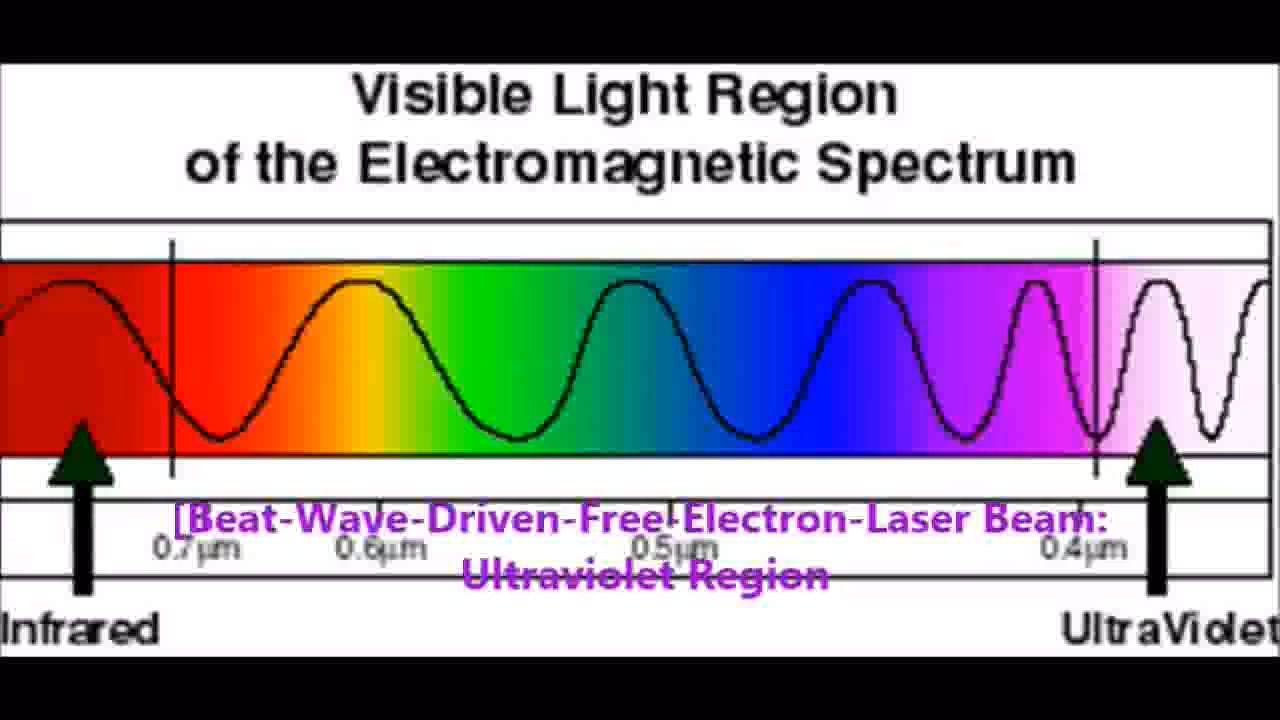 Visible Light Region
of the Electromagnetic Spectrum
[Beat-Wave-Driven-Free-Electron-Laser Beam:
0.7µm 0.6µm 0.5µm 0.4µm
Ultraviolet Region
Infrared UltraViolet